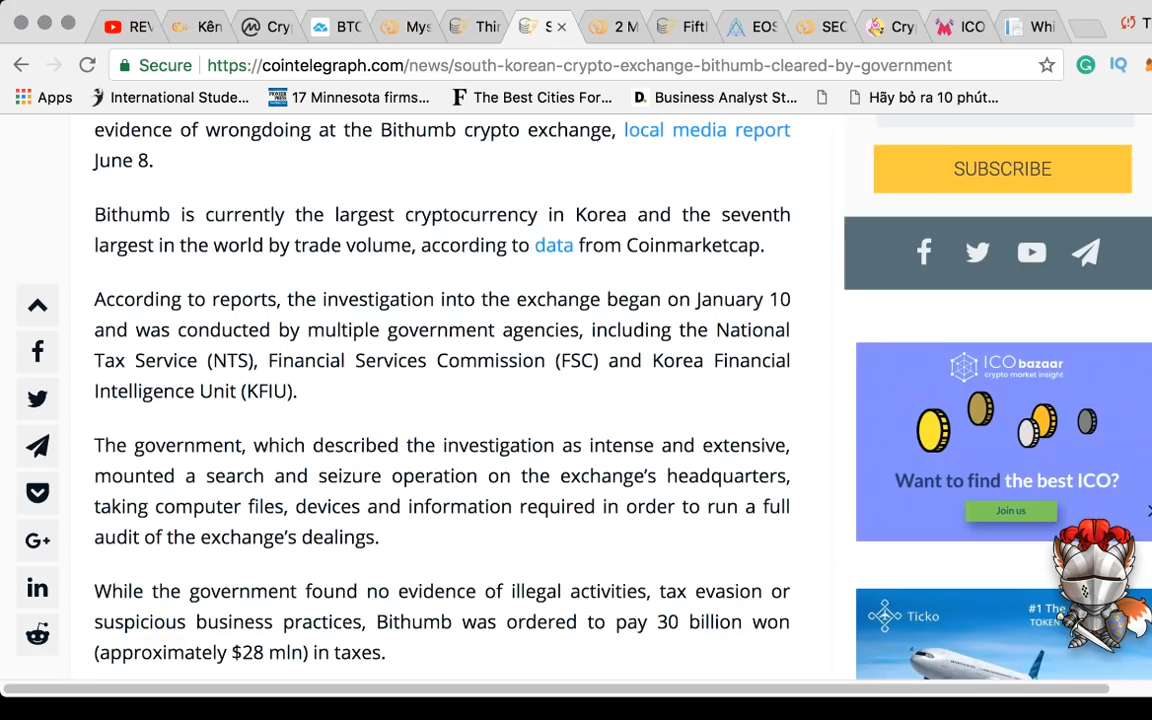 REV
Kên
Cry
BTC
Mys
Thir
S
2 M
Fiftl
EOS
SEC
Cry
ICO
Whi
T
Secure
https://cointelegraph.com/news/south-korean-crypto-exchange-bithumb-cleared-by-government
IQ
Apps
International Stude...
17 Minnesota firms...
The Best Cities For...
Business Analyst St...
Hãy bỏ ra 10 phút...
evidence of wrongdoing at the Bithumb crypto exchange, local media report
June 8.
Bithumb is currently the largest cryptocurrency in Korea and the seventh
largest in the world by trade volume, according to data from Coinmarketcap.
According to reports, the investigation into the exchange began on January 10
and was conducted by multiple government agencies, including the National
Tax Service (NTS), Financial Services Commission (FSC) and Korea Financial
Intelligence Unit (KFIU).
The government, which described the investigation as intense and extensive,
mounted a search and seizure operation on the exchange's headquarters,
taking computer files, devices and information required in order to run a full
audit of the exchange's dealings.
While the government found no evidence of illegal activities, tax evasion or
suspicious business practices, Bithumb was ordered to pay 30 billion won
(approximately $28 mln) in taxes.
G+
in
SUBSCRIBE
ICO bazaar
crypto market insight
Want to find the best ICO?
Join us
Ticko
#1 The
TOKEN